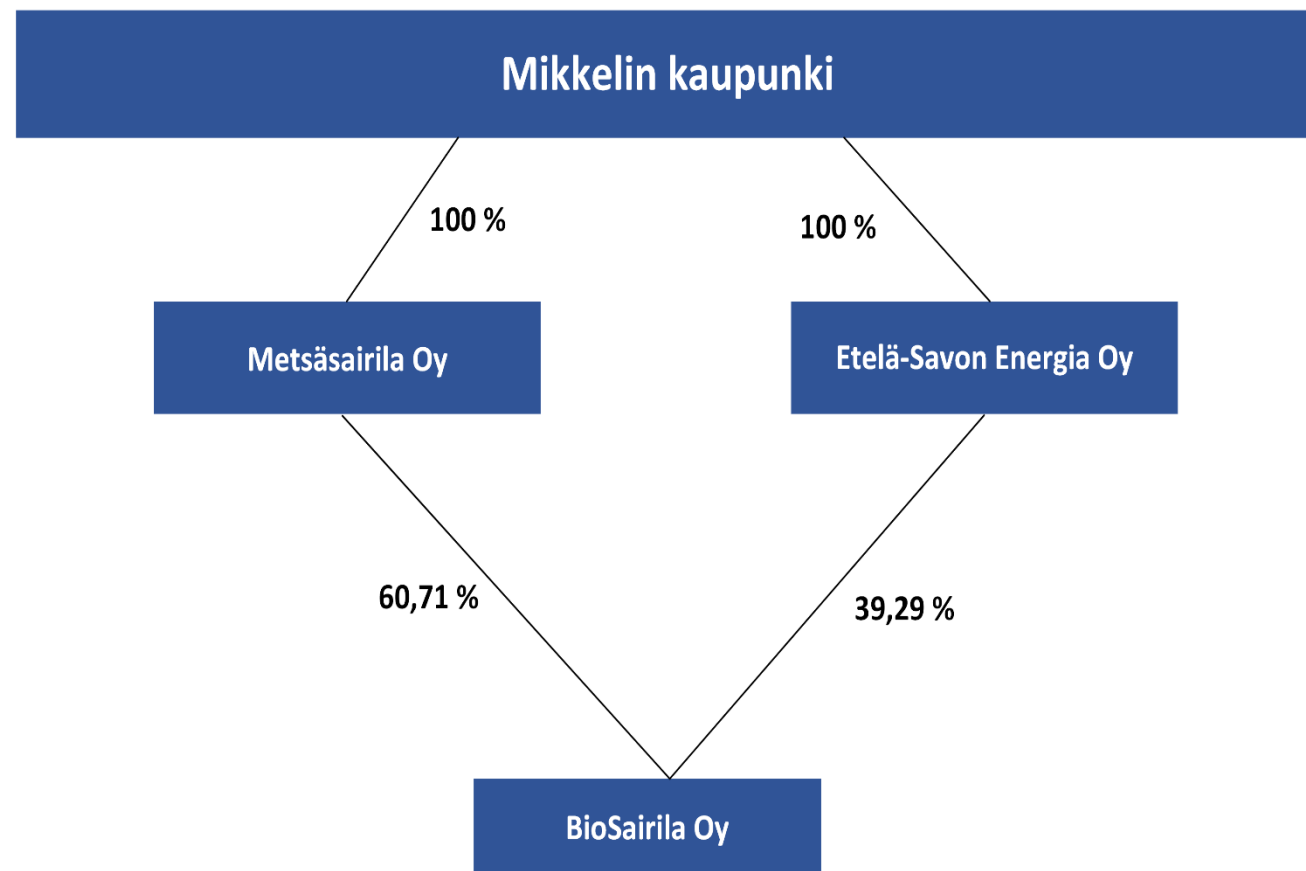 Mikkelin kaupunki
100 %
100 %
Metsäsairila Oy
Etelä-Savon Energia Oy
60,71 %
39,29 %
BioSairila Oy